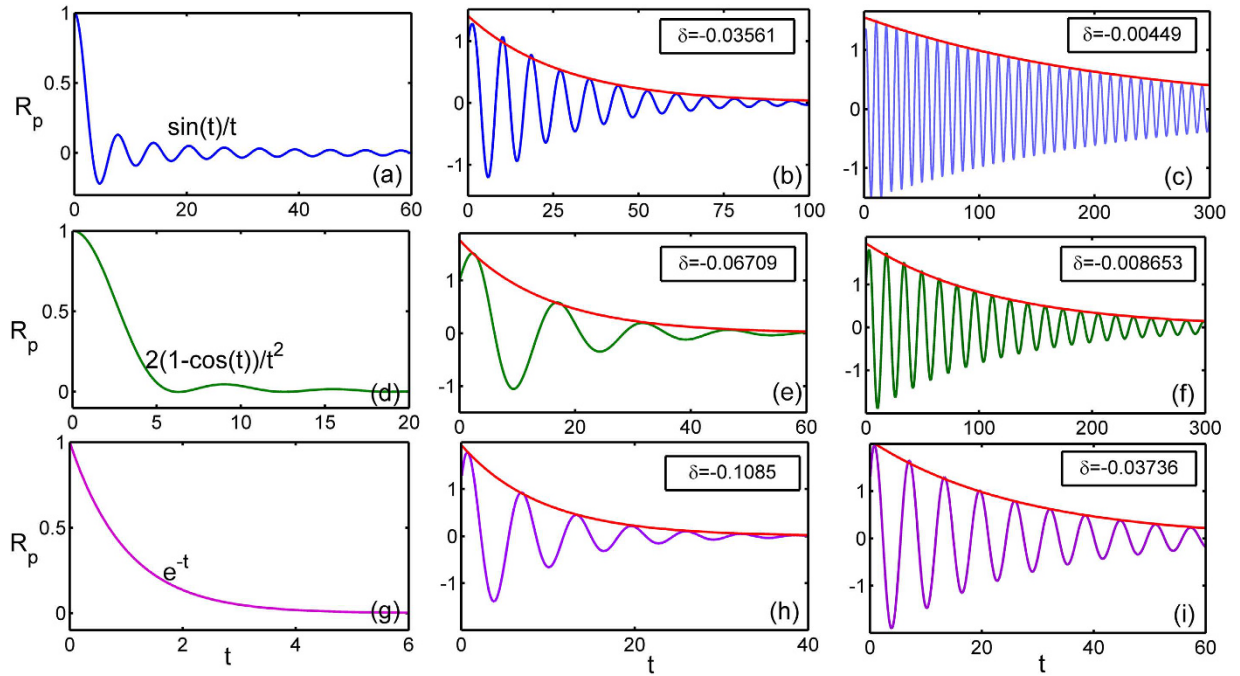 1
0.5
0
R_p
sin(t)/t
(a)
0 20 40 60
1
0
-1
δ=-0.03561
(b)
0 25 50 75 100
1
0
-1
δ=-0.00449
(c)
0 100 200 300
1
0.5
0
R_p
2(1-cos(t))/t²
(d)
0 5 10 15 20
1
0
-1
δ=-0.06709
(e)
0 20 40 60
1
0
-1
δ=-0.008653
(f)
0 100 200 300
1
0.5
0
R_p
e⁻ᵗ
(g)
0 2 4 6
t
1
0
-1
δ=-0.1085
(h)
0 20 40
t
1
0
-1
δ=-0.03736
(i)
0 20 40 60
t